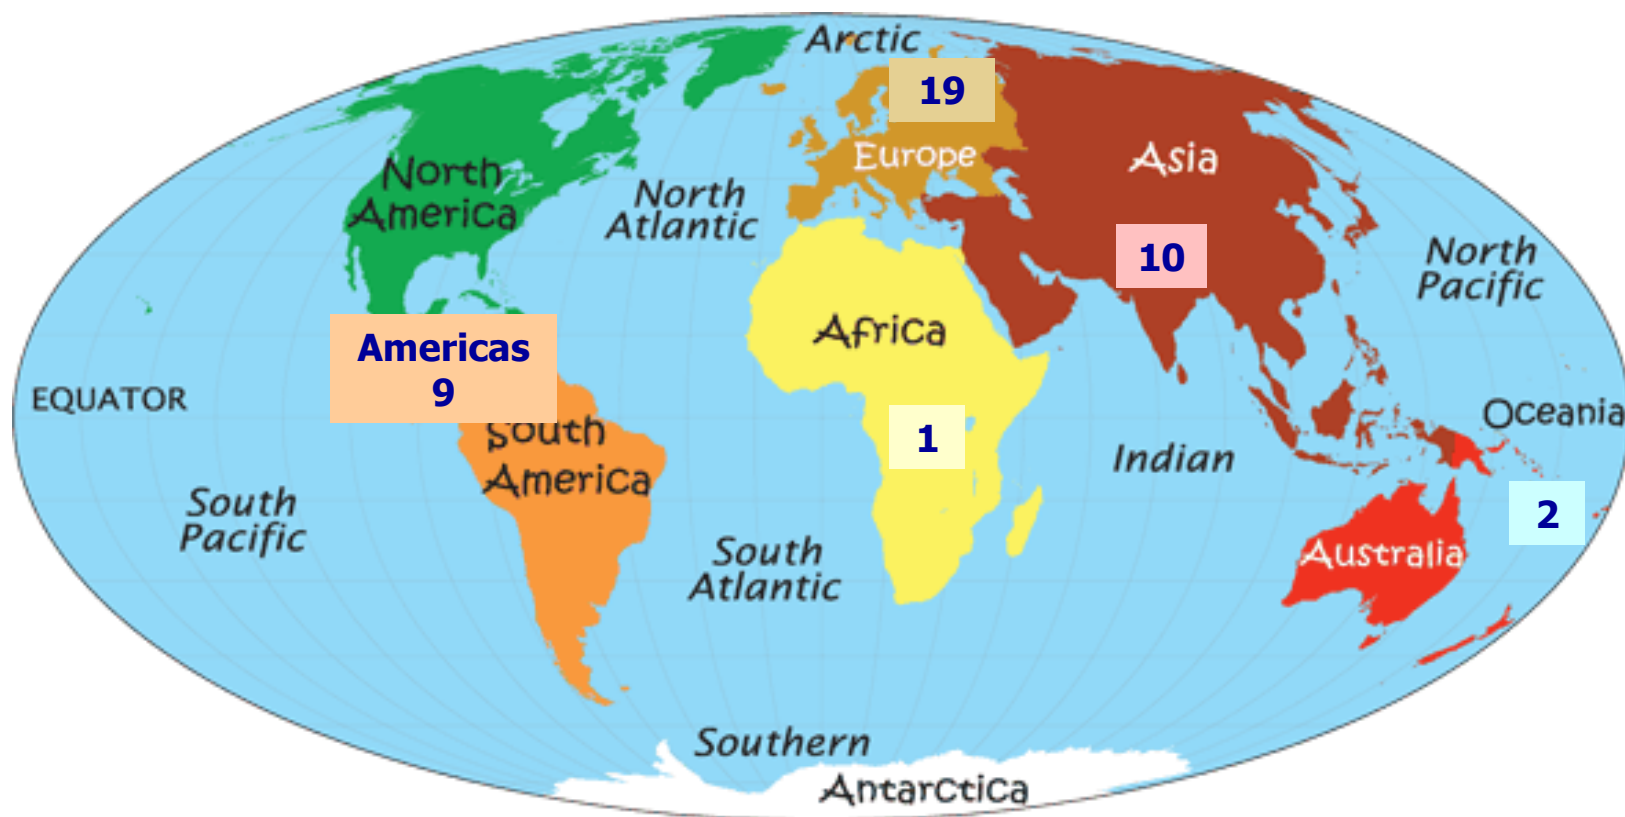 Arctic
19
Europe
Asia
North
America
North
Atlantic
North
Pacific
10
Americas
9
Africa
EQUATOR
Oceania
1
South
America
Indian
South
Pacific
2
South
Atlantic
Australia
Southern
Antarctica